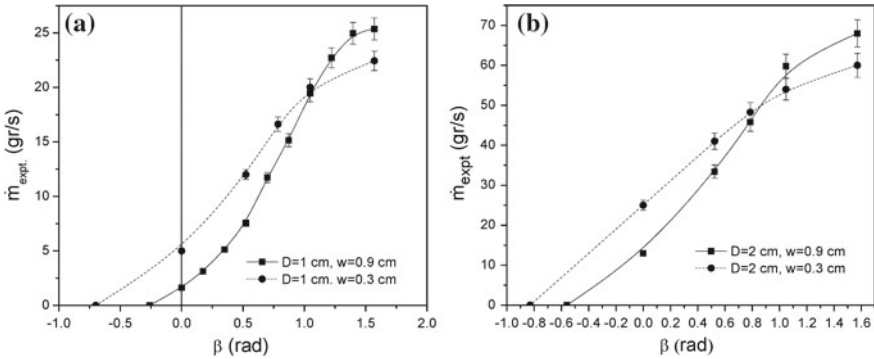 (a)
25
20
15
10
5
0
ṁexpt. (gr/s)
D=1 cm, w=0.9 cm
D=1 cm. w=0.3 cm
-1.0 -0.5 0.0 0.5 1.0 1.5 2.0
β (rad)
(b)
70
60
50
40
30
20
10
0
ṁexpt (gr/s)
D=2 cm, w=0.9 cm
D=2 cm, w=0.3 cm
-1.0 -0.8 -0.6 -0.4 -0.2 0.0 0.2 0.4 0.6 0.8 1.0 1.2 1.4 1.6
β (rad)